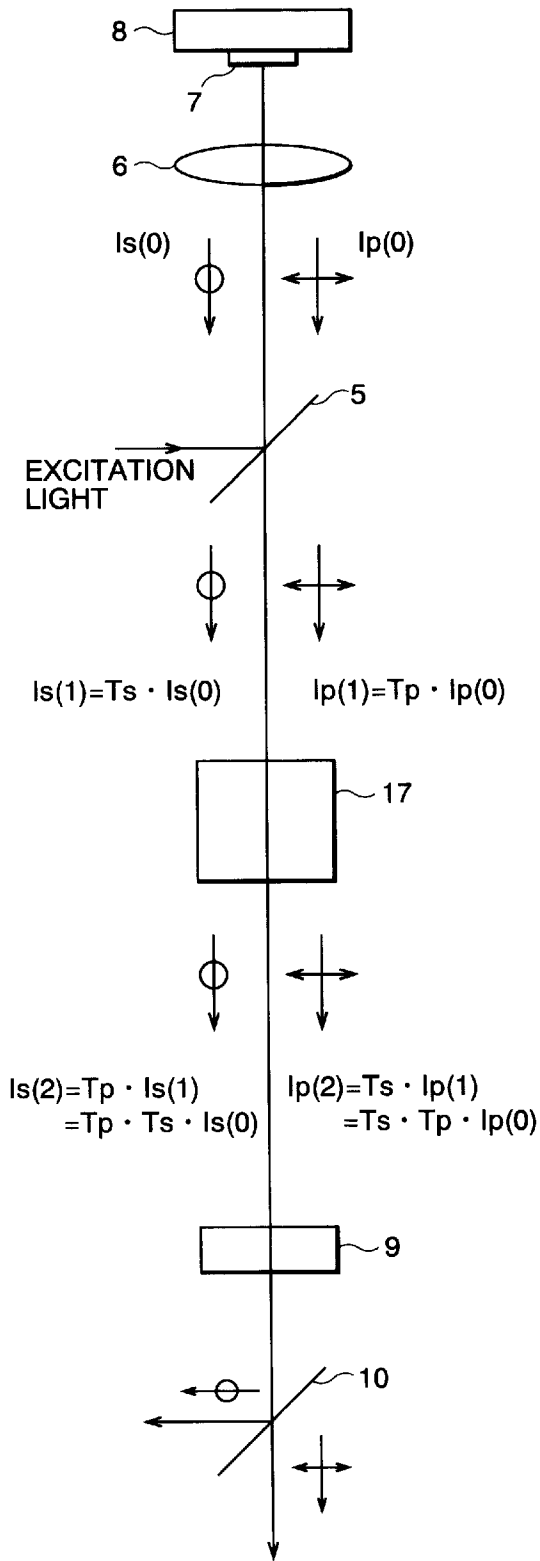 8
7
6
Is(0) Ip(0)
5
EXCITATION
LIGHT
Is(1)=Ts · Is(0) Ip(1)=Tp · Ip(0)
17
Is(2)=Tp · Is(1) Ip(2)=Ts · Ip(1)
=Tp · Ts · Is(0) =Ts · Tp · Ip(0)
9
10